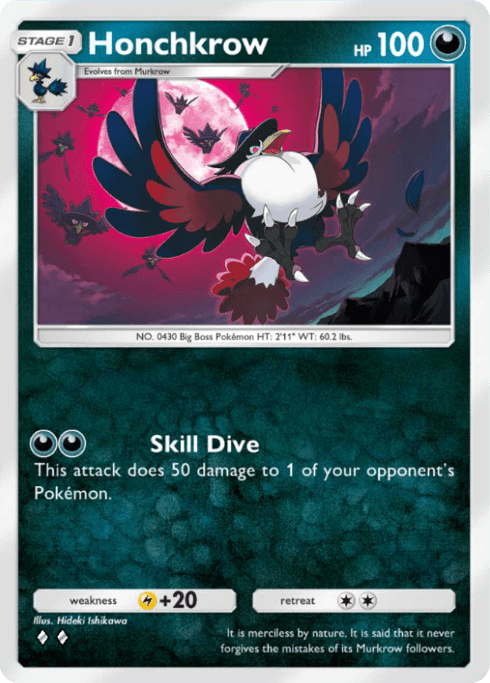 STAGE 1 Honchkrow HP 100
Evolves from Murkrow
NO. 0430 Big Boss Pokémon HT: 2'11" WT: 60.2 lbs.
Skill Dive
This attack does 50 damage to 1 of your opponent's
Pokémon.
weakness +20 retreat
Illus. Hideki Ishikawa
It is merciless by nature. It is said that it never
forgives the mistakes of its Murkrow followers.